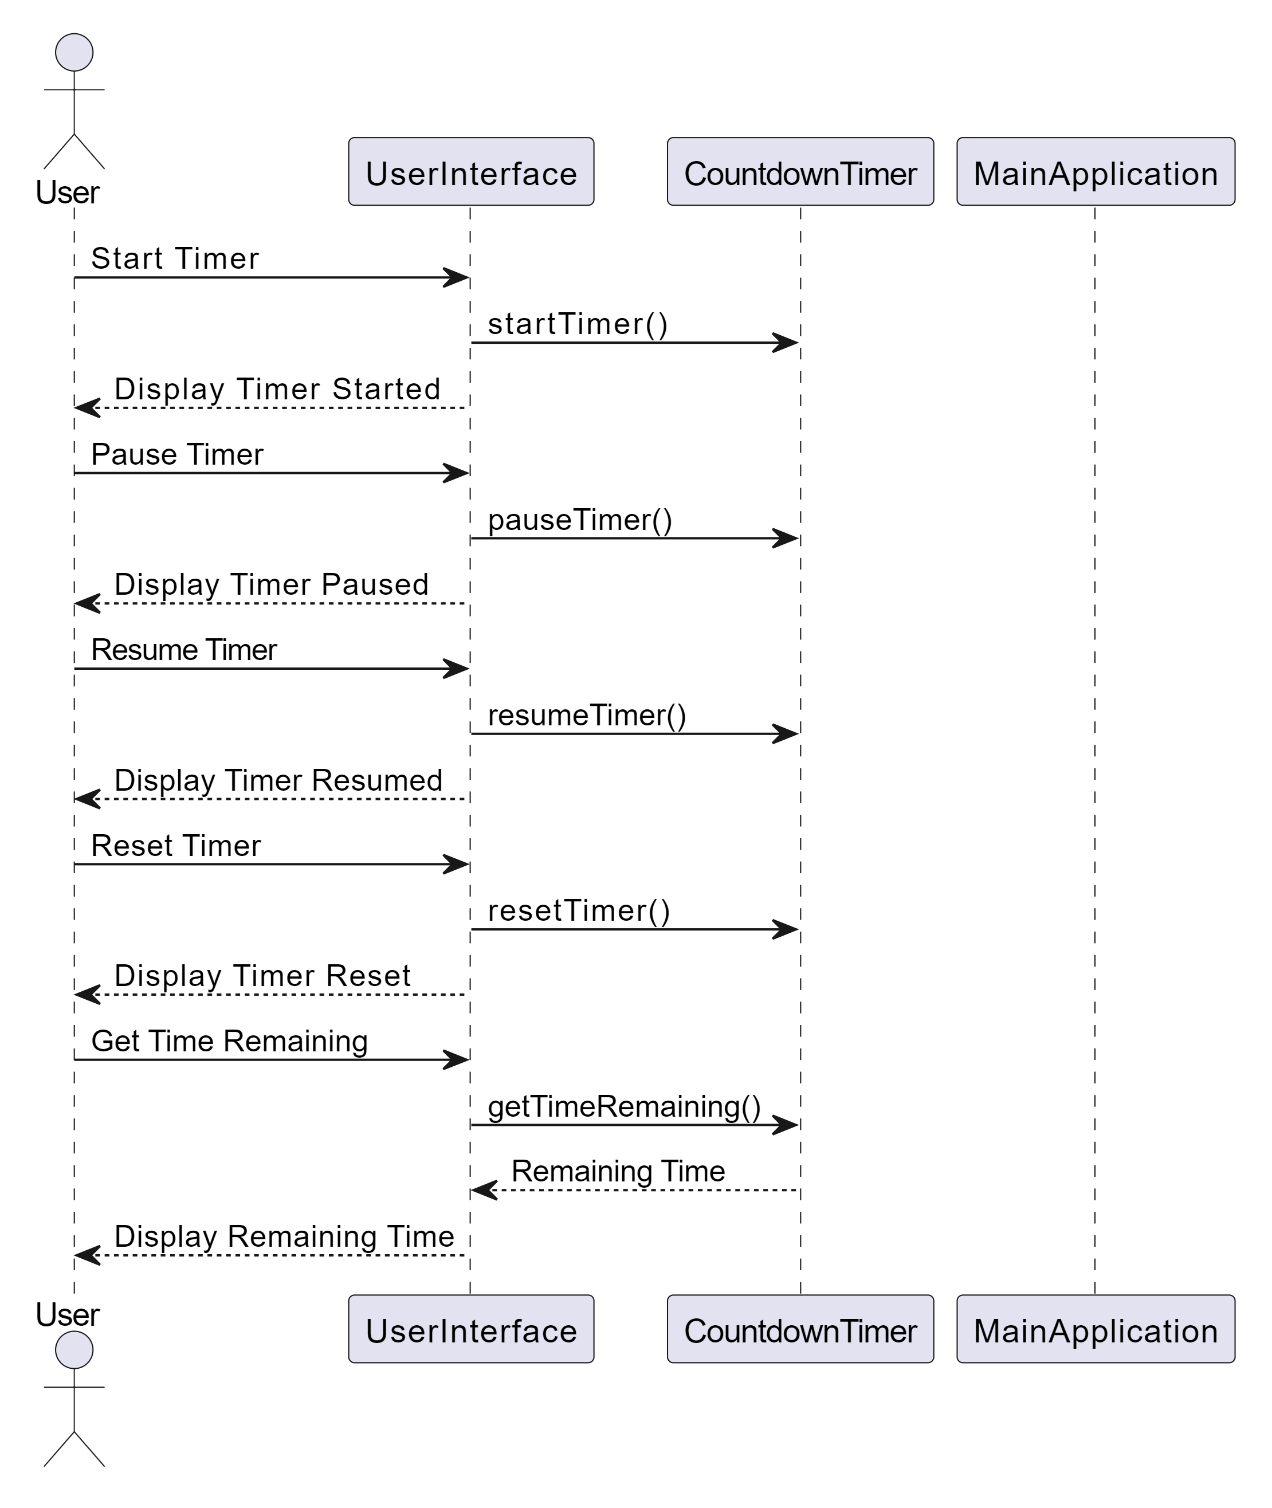 User
UserInterface
CountdownTimer
MainApplication
Start Timer
startTimer()
Display Timer Started
Pause Timer
pauseTimer()
Display Timer Paused
Resume Timer
resumeTimer()
Display Timer Resumed
Reset Timer
resetTimer()
Display Timer Reset
Get Time Remaining
getTimeRemaining()
Remaining Time
Display Remaining Time
User
UserInterface
CountdownTimer
MainApplication